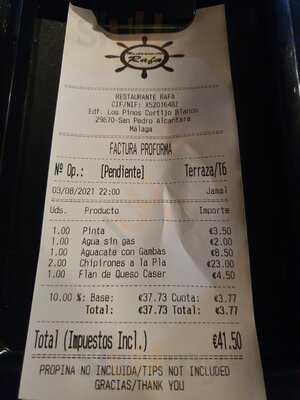 Rafa
RESTAURANTE RAFA
CIF/NIF: X5201648J
Edf. Los Pinos Cortijo Blanco
29670-San Pedro Alcantara
Málaga
FACTURA PROFORMA
Nº Op.: [Pendiente] Terraza/T6
03/08/2021 22:00 Jamal
Uds. Producto Importe
1.00 Pinta €3.50
1.00 Agua sin gas €2.00
1.00 Aguacate con Gambas €8.50
2.00 Chipirones a la Pla €23.00
1.00 Flan de Queso Caser €4.50
10.00 %: Base: €37.73 Cuota: €3.77
Total: €37.73 Total: €3.77
Total (Impuestos Incl.) €41.50
PROPINA NO INCLUIDA/TIPS NOT INCLUDED
GRACIAS/THANK YOU